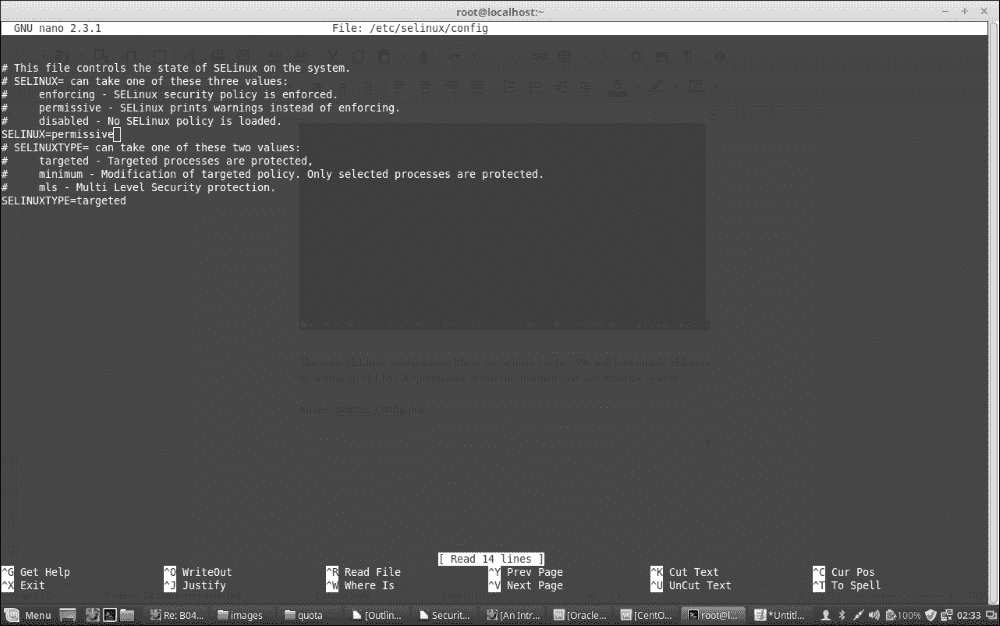 root@localhost:~
GNU nano 2.3.1 File: /etc/selinux/config
# This file controls the state of SELinux on the system.
# SELINUX= can take one of these three values:
#     enforcing - SELinux security policy is enforced.
#     permissive - SELinux prints warnings instead of enforcing.
#     disabled - No SELinux policy is loaded.
SELINUX=permissive
# SELINUXTYPE= can take one of these two values:
#     targeted - Targeted processes are protected,
#     minimum - Modification of targeted policy. Only selected processes are protected.
#     mls - Multi Level Security protection.
SELINUXTYPE=targeted
[ Read 14 lines ]
^G Get Help ^O WriteOut ^R Read File ^Y Prev Page ^K Cut Text ^C Cur Pos
^X Exit ^J Justify ^W Where Is ^V Next Page ^U UnCut Text ^T To Spell
Menu Re: B04... images quota [Outlin... Securit... [An Intr... [Oracle... [CentO... root@l... *Untitl... 100% 02:33